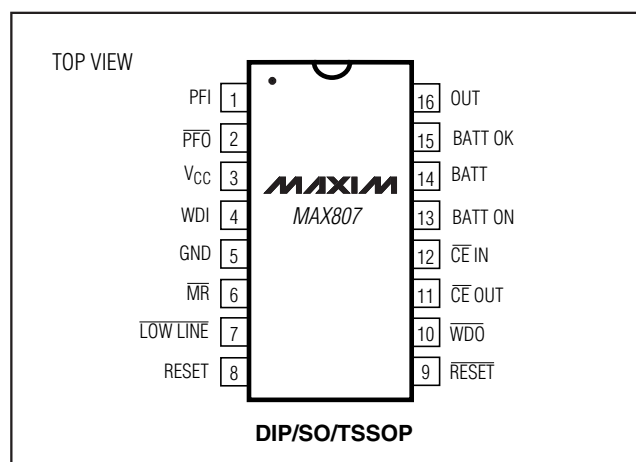 TOP VIEW
PFI 1
PFO 2
VCC 3
WDI 4
GND 5
MR 6
LOW LINE 7
RESET 8
MAXIM
MAX807
16 OUT
15 BATT OK
14 BATT
13 BATT ON
12 CE IN
11 CE OUT
10 WDO
9 RESET
DIP/SO/TSSOP